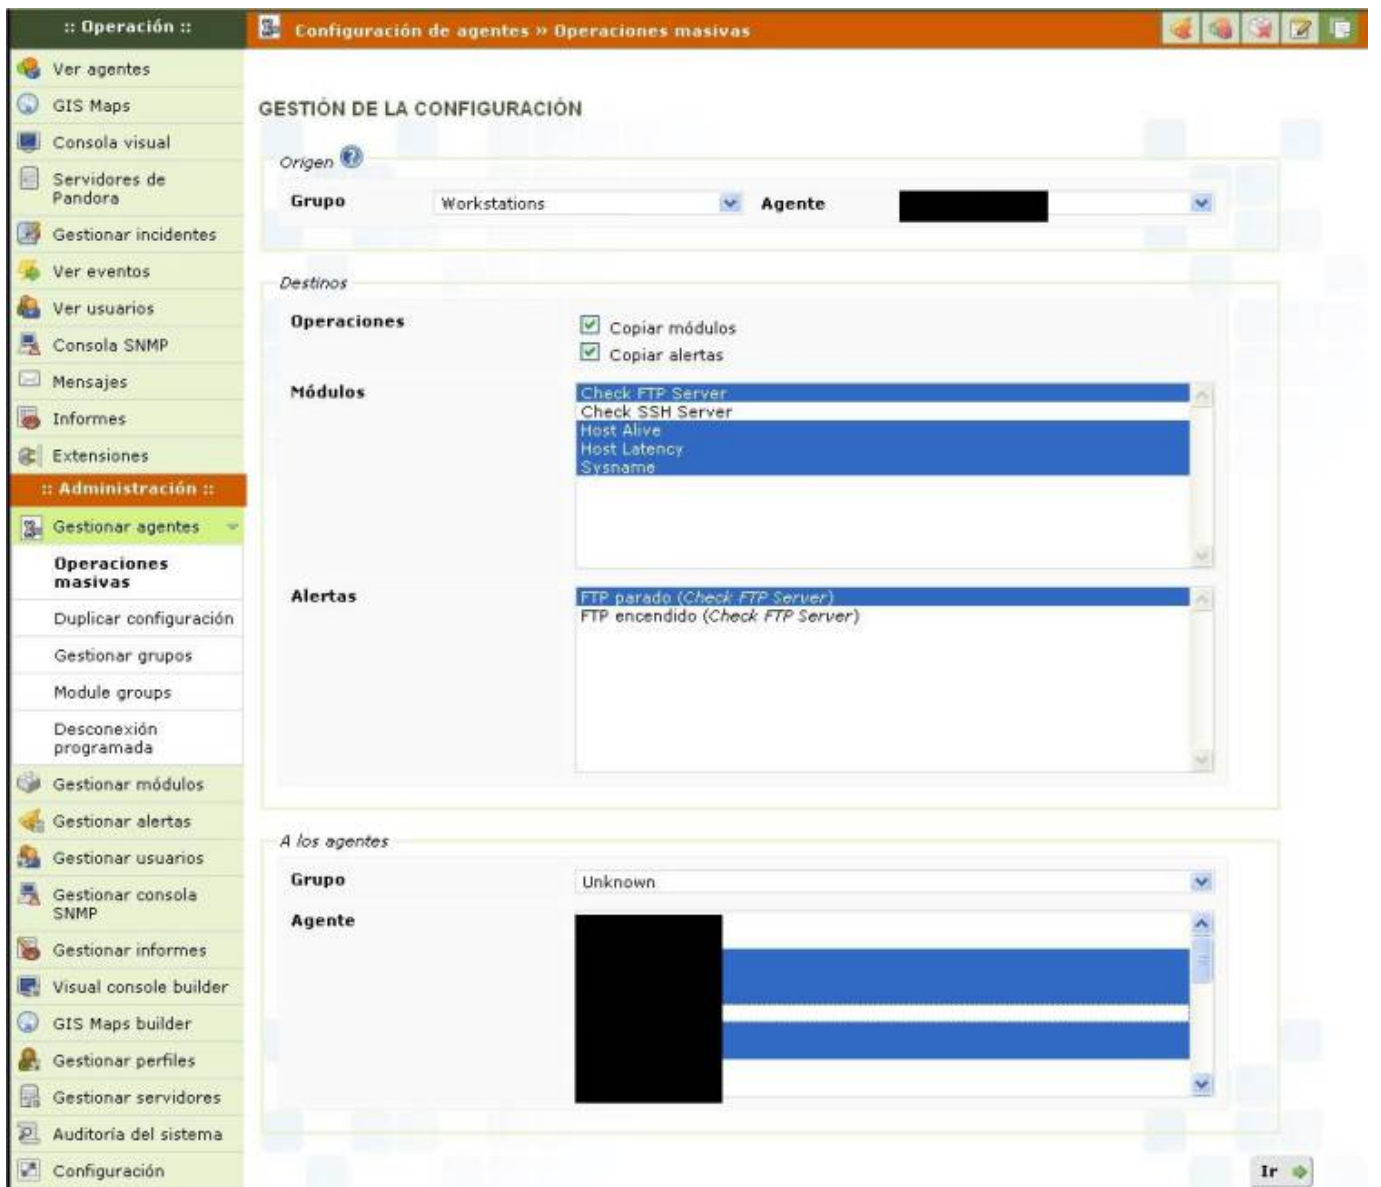 :: Operación ::
Configuración de agentes » Operaciones masivas
Ver agentes
GIS Maps
Consola visual
Servidores de
Pandora
Gestionar incidentes
Ver eventos
Ver usuarios
Consola SNMP
Mensajes
Informes
Extensiones
:: Administración ::
Gestionar agentes
Operaciones
masivas
Duplicar configuración
Gestionar grupos
Module groups
Desconexión
programada
Gestionar módulos
Gestionar alertas
Gestionar usuarios
Gestionar consola
SNMP
Gestionar informes
Visual console builder
GIS Maps builder
Gestionar perfiles
Gestionar servidores
Auditoría del sistema
Configuración
GESTIÓN DE LA CONFIGURACIÓN
Origen
Grupo Workstations Agente
Destinos
Operaciones
Copiar módulos
Copiar alertas
Módulos
Check FTP Server
Check SSH Server
Host Alive
Host Latency
Sysname
Alertas
FTP parado (Check FTP Server)
FTP encendido (Check FTP Server)
A los agentes
Grupo Unknown
Agente
Ir